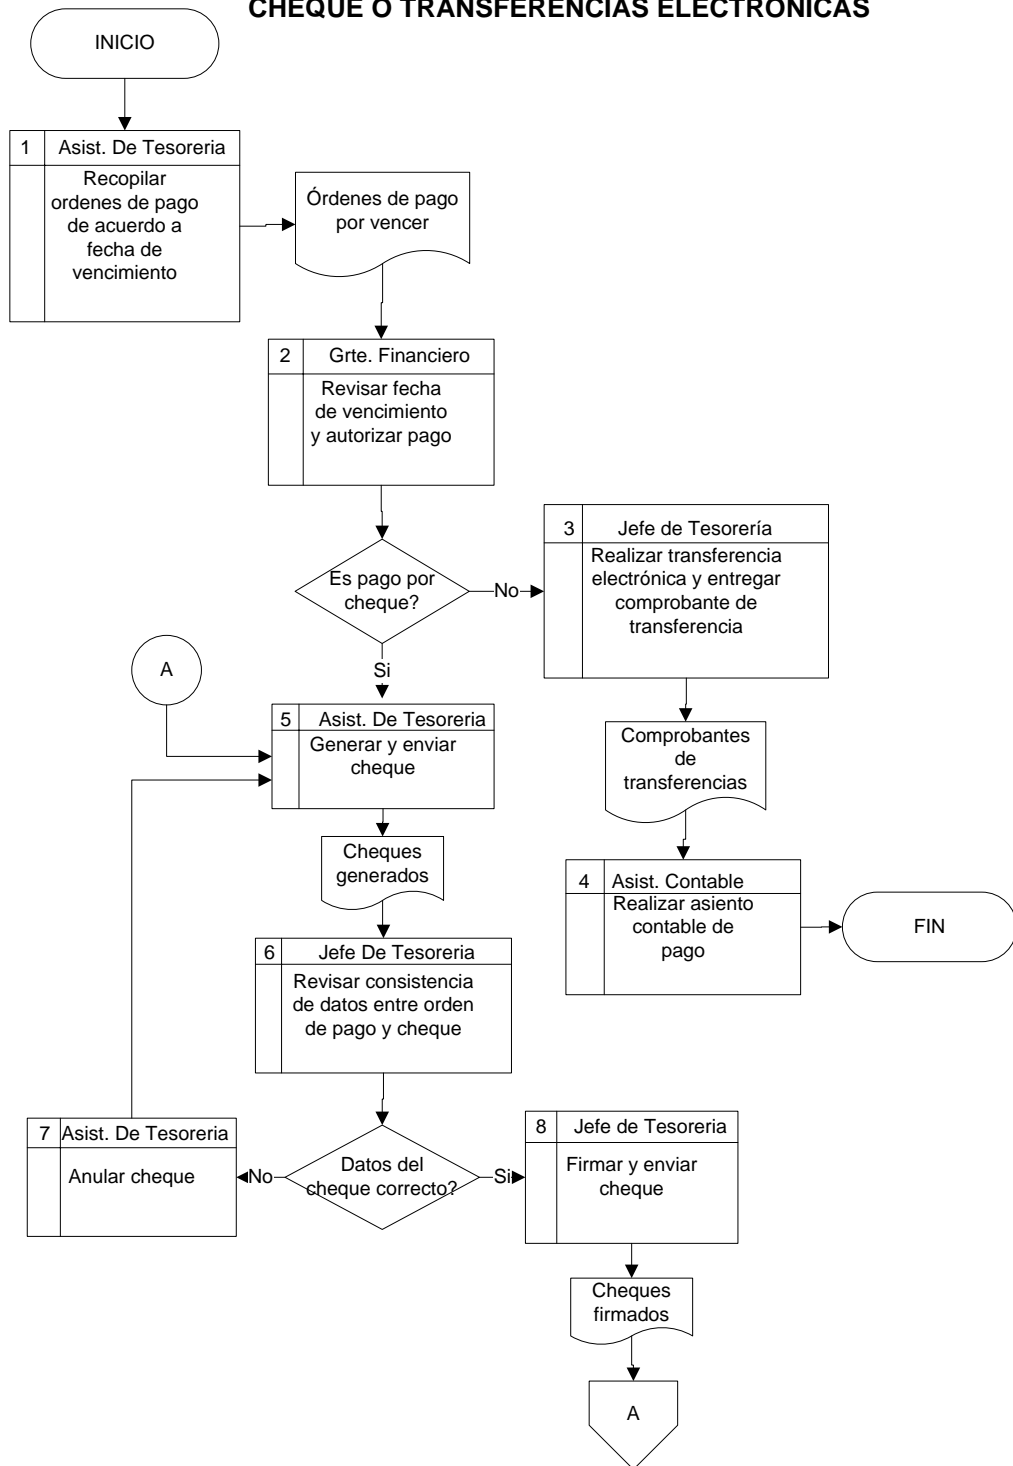 CHEQUE O TRANSFERENCIAS ELECTRONICAS
INICIO
1 Asist. De Tesoreria
Recopilar
ordenes de pago
de acuerdo a
fecha de
vencimiento
Órdenes de pago
por vencer
2 Grte. Financiero
Revisar fecha
de vencimiento
y autorizar pago
Es pago por
cheque?
No
Si
3 Jefe de Tesorería
Realizar transferencia
electrónica y entregar
comprobante de
transferencia
A
5 Asist. De Tesoreria
Generar y enviar
cheque
Comprobantes
de
transferencias
Cheques
generados
4 Asist. Contable
Realizar asiento
contable de
pago
FIN
6 Jefe De Tesoreria
Revisar consistencia
de datos entre orden
de pago y cheque
7 Asist. De Tesoreria
Anular cheque
No
Datos del
cheque correcto?
Si
8 Jefe de Tesoreria
Firmar y enviar
cheque
Cheques
firmados
A